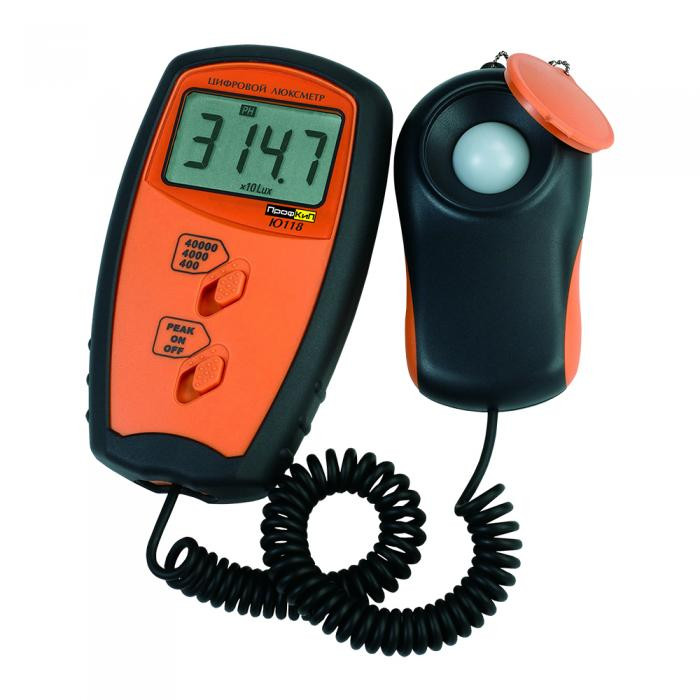 ЦИФРОВОЙ ЛЮКСМЕТР
PH
314.7
x10Lux
ПрофКиП
Ю118
40000
4000
400
PEAK
ON
OFF